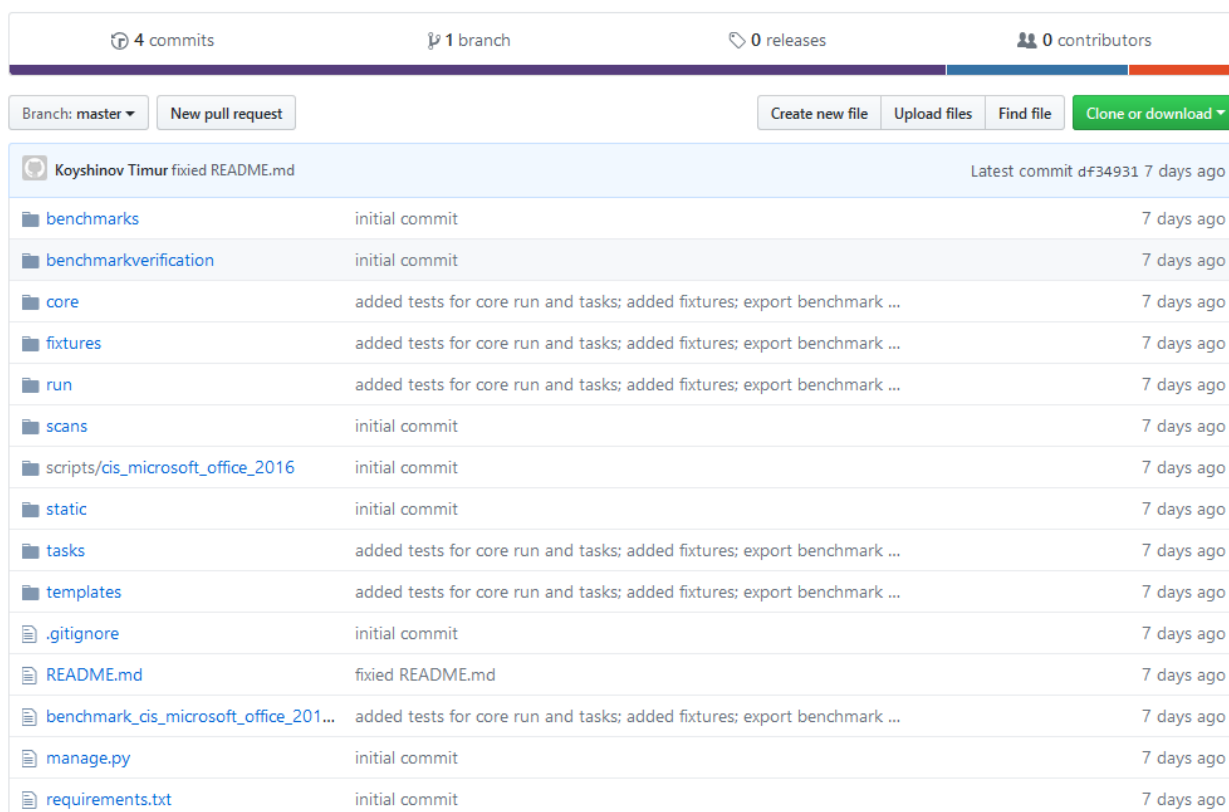 4 commits 1 branch 0 releases 0 contributors
Branch: master New pull request Create new file Upload files Find file Clone or download
Koyshinov Timur fixied README.md Latest commit df34931 7 days ago
benchmarks initial commit 7 days ago
benchmarkverification initial commit 7 days ago
core added tests for core run and tasks; added fixtures; export benchmark ... 7 days ago
fixtures added tests for core run and tasks; added fixtures; export benchmark ... 7 days ago
run added tests for core run and tasks; added fixtures; export benchmark ... 7 days ago
scans initial commit 7 days ago
scripts/cis_microsoft_office_2016 initial commit 7 days ago
static initial commit 7 days ago
tasks added tests for core run and tasks; added fixtures; export benchmark ... 7 days ago
templates added tests for core run and tasks; added fixtures; export benchmark ... 7 days ago
.gitignore initial commit 7 days ago
README.md fixied README.md 7 days ago
benchmark_cis_microsoft_office_201... added tests for core run and tasks; added fixtures; export benchmark ... 7 days ago
manage.py initial commit 7 days ago
requirements.txt initial commit 7 days ago